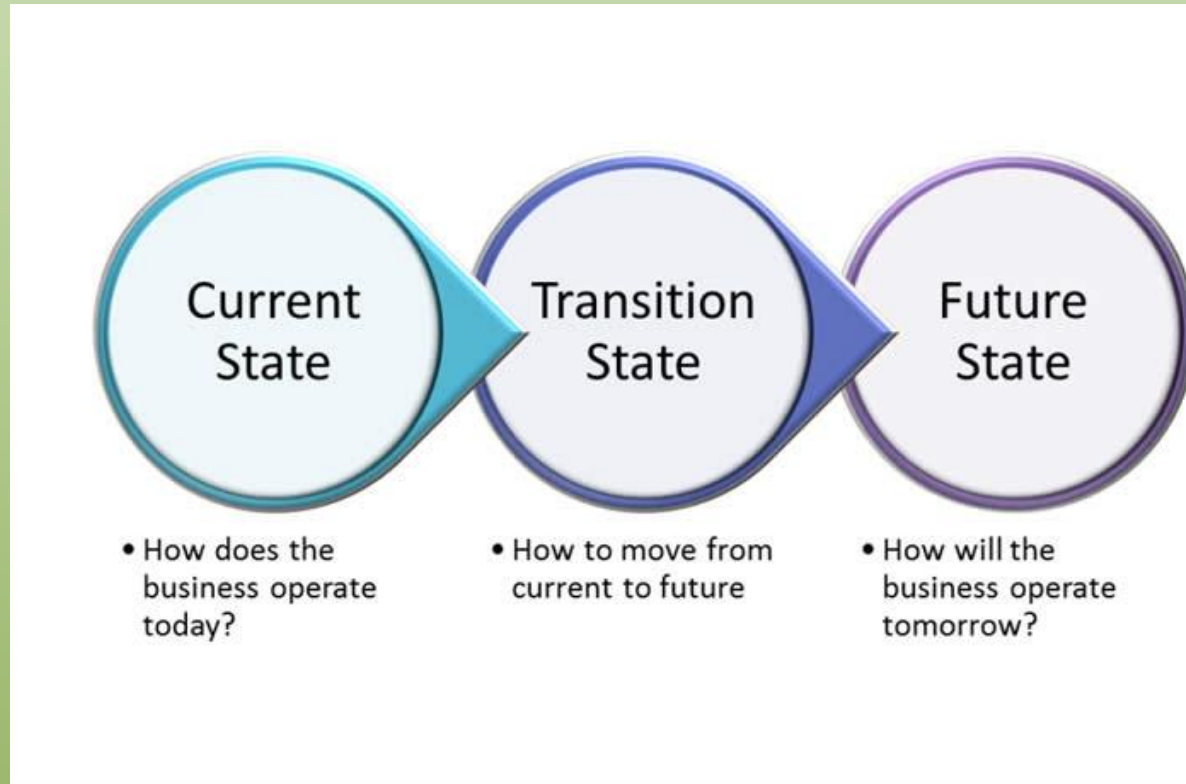 Current
State
Transition
State
Future
State
• How does the
business operate
today?
• How to move from
current to future
• How will the
business operate
tomorrow?